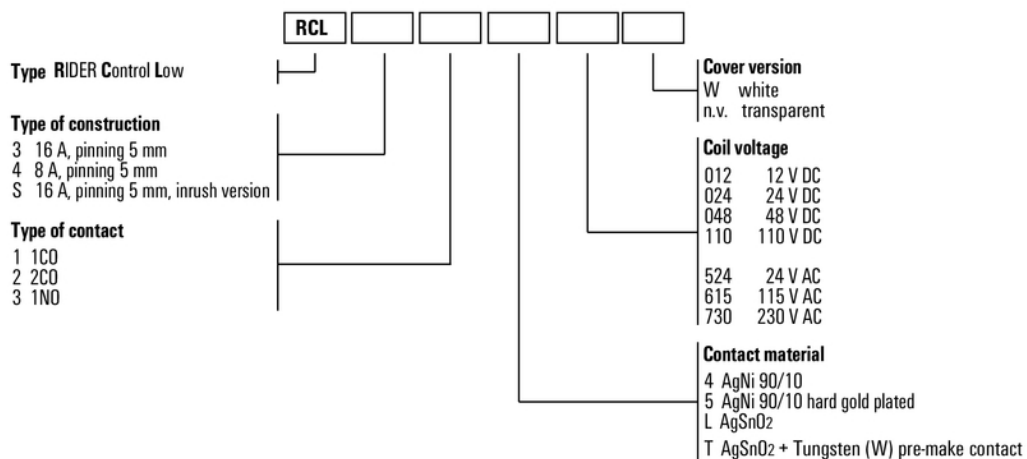 RCL
Type RIDER Control Low
Type of construction
3 16 A, pinning 5 mm
4 8 A, pinning 5 mm
S 16 A, pinning 5 mm, inrush version
Type of contact
1 1CO
2 2CO
3 1NO
Cover version
W white
n.v. transparent
Coil voltage
012 12 V DC
024 24 V DC
048 48 V DC
110 110 V DC
524 24 V AC
615 115 V AC
730 230 V AC
Contact material
4 AgNi 90/10
5 AgNi 90/10 hard gold plated
L AgSnO2
T AgSnO2 + Tungsten (W) pre-make contact